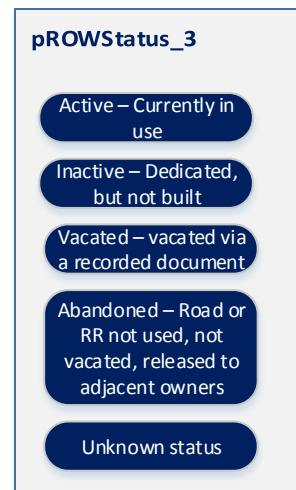 pROWStatus_3
Active – Currently in
use
Inactive – Dedicated,
but not built
Vacated – vacated via
a recorded document
Abandoned – Road or
RR not used, not
vacated, released to
adjacent owners
Unknown status